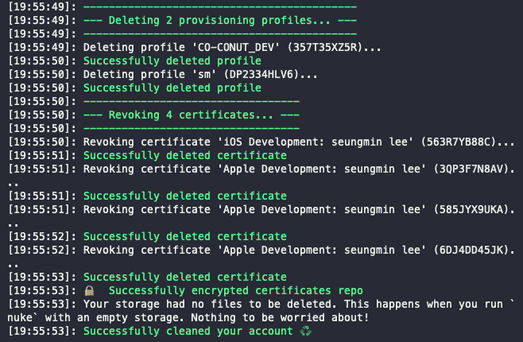 [19:55:49]: ------------------------------------------
[19:55:49]: --- Deleting 2 provisioning profiles... ---
[19:55:49]: ------------------------------------------
[19:55:49]: Deleting profile 'CO-CONUT_DEV' (357T35XZ5R)...
[19:55:50]: Successfully deleted profile
[19:55:50]: Deleting profile 'sm' (DP2334HLV6)...
[19:55:50]: Successfully deleted profile
[19:55:50]: ---------------------------------
[19:55:50]: --- Revoking 4 certificates... ---
[19:55:50]: ---------------------------------
[19:55:50]: Revoking certificate 'iOS Development: seungmin lee' (563R7YB88C)...
[19:55:51]: Successfully deleted certificate
[19:55:51]: Revoking certificate 'Apple Development: seungmin lee' (3QP3F7N8AV).
..
[19:55:51]: Successfully deleted certificate
[19:55:51]: Revoking certificate 'Apple Development: seungmin lee' (585JYX9UKA).
..
[19:55:52]: Successfully deleted certificate
[19:55:52]: Revoking certificate 'Apple Development: seungmin lee' (6DJ4DD45JK).
..
[19:55:53]: Successfully deleted certificate
[19:55:53]: 🔒 Successfully encrypted certificates repo
[19:55:53]: Your storage had no files to be deleted. This happens when you run `
nuke` with an empty storage. Nothing to be worried about!
[19:55:53]: Successfully cleaned your account ♻️